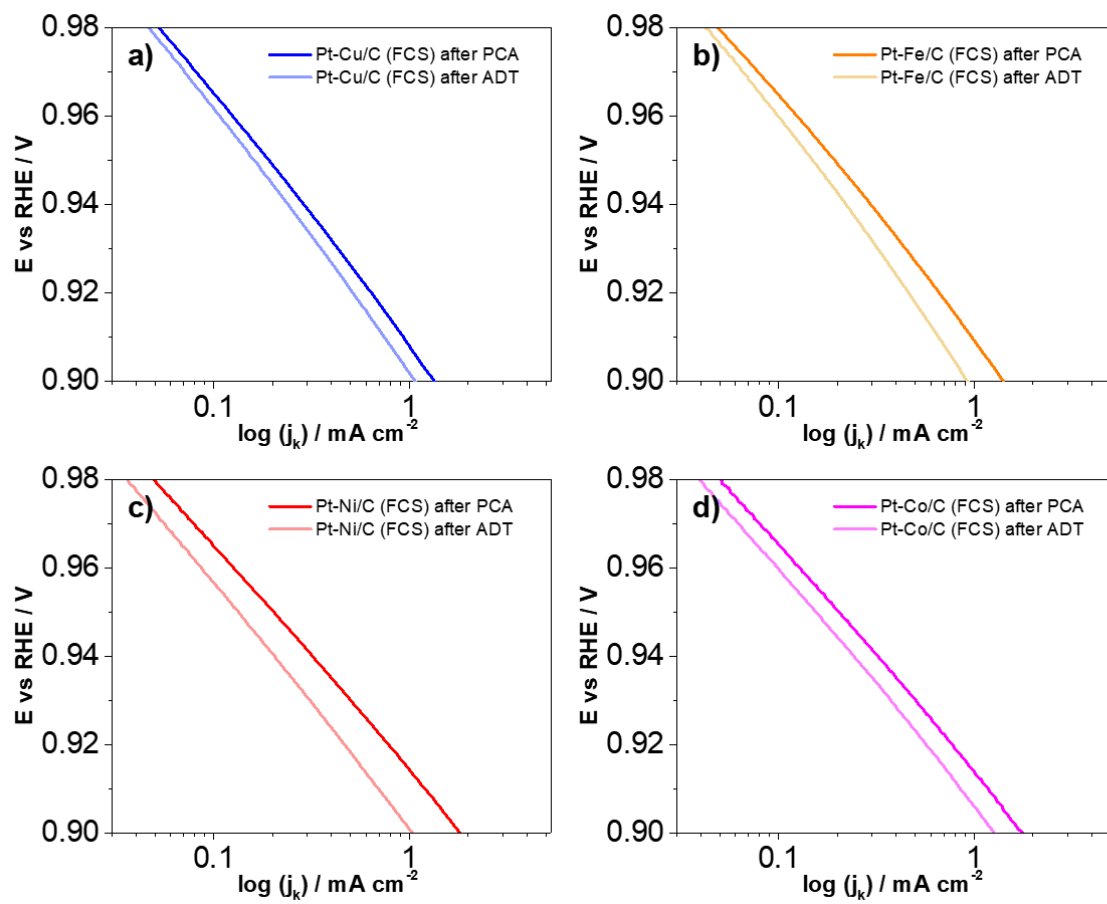 a)
Pt-Cu/C (FCS) after PCA
Pt-Cu/C (FCS) after ADT
0.98
0.96
0.94
0.92
0.90
E vs RHE / V
0.1
1
log (jk) / mA cm-2
b)
Pt-Fe/C (FCS) after PCA
Pt-Fe/C (FCS) after ADT
0.98
0.96
0.94
0.92
0.90
E vs RHE / V
0.1
1
log (jk) / mA cm-2
c)
Pt-Ni/C (FCS) after PCA
Pt-Ni/C (FCS) after ADT
0.98
0.96
0.94
0.92
0.90
E vs RHE / V
0.1
1
log (jk) / mA cm-2
d)
Pt-Co/C (FCS) after PCA
Pt-Co/C (FCS) after ADT
0.98
0.96
0.94
0.92
0.90
E vs RHE / V
0.1
1
log (jk) / mA cm-2